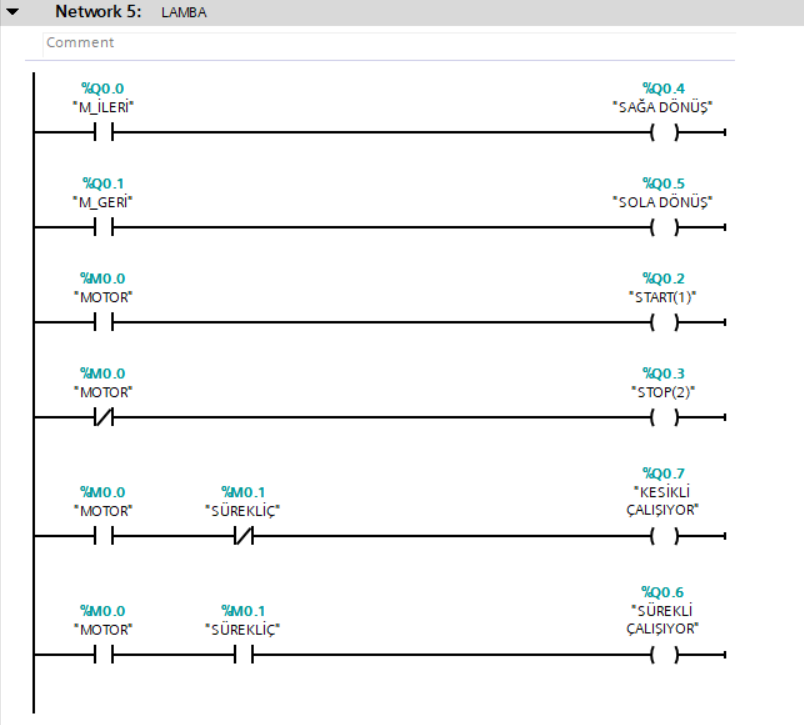 Network 5: LAMBA
Comment
%Q0.0 %Q0.4
"M_İLERİ" "SAĞA DÖNÜŞ"
%Q0.1 %Q0.5
"M_GERİ" "SOLA DÖNÜŞ"
%M0.0 %Q0.2
"MOTOR" "START(1)"
%M0.0 %Q0.3
"MOTOR" "STOP(2)"
%Q0.7
%M0.0 %M0.1 "KESİKLİ
"MOTOR" "SÜREKLİÇ" ÇALIŞIYOR"
%Q0.6
%M0.0 %M0.1 "SÜREKLİ
"MOTOR" "SÜREKLİÇ" ÇALIŞIYOR"